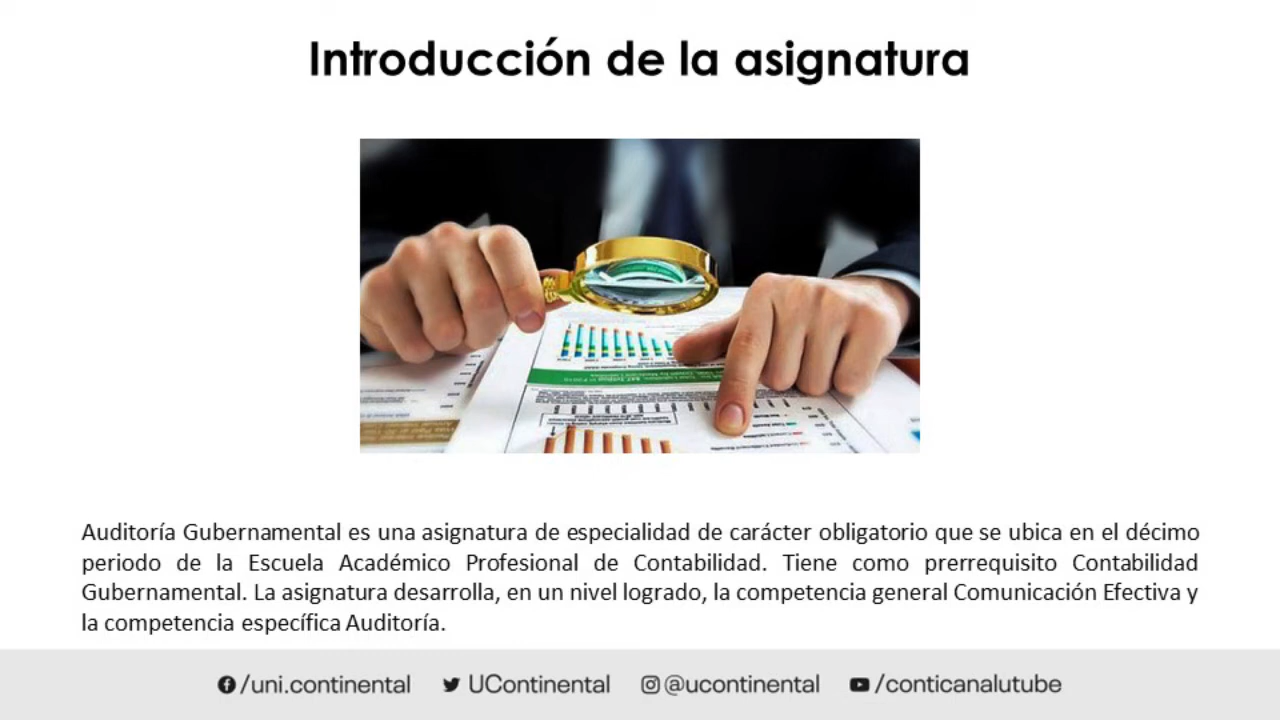 Introducción de la asignatura
Auditoría Gubernamental es una asignatura de especialidad de carácter obligatorio que se ubica en el décimo
periodo de la Escuela Académico Profesional de Contabilidad. Tiene como prerrequisito Contabilidad
Gubernamental. La asignatura desarrolla, en un nivel logrado, la competencia general Comunicación Efectiva y
la competencia específica Auditoría.
/uni.continental UContinental @ucontinental /conticanalutube